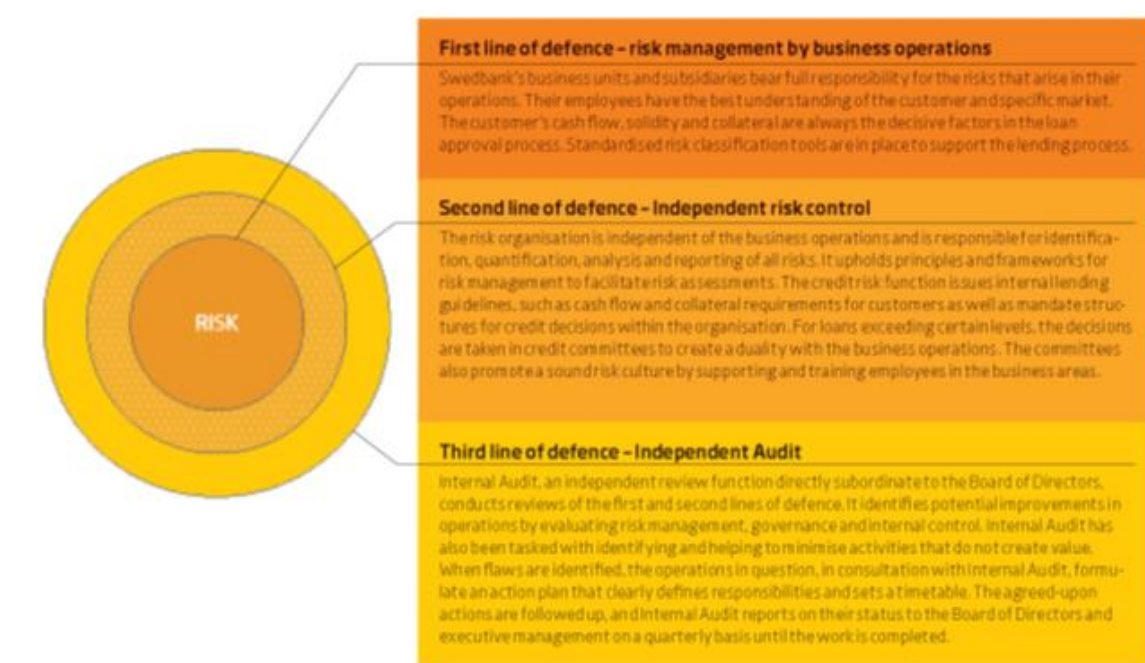 RISK
First line of defence – risk management by business operations
Swedbank's business units and subsidiaries bear full responsibility for the risks that arise in their
operations. Their employees have the best understanding of the customer and specific market.
The customer's cash flow, solidity and collateral are always the decisive factors in the loan
approval process. Standardised risk classification tools are in place to support the lending process.
Second line of defence – Independent risk control
The risk organisation is independent of the business operations and is responsible for identifica-
tion, quantification, analysis and reporting of all risks. It upholds principles and frameworks for
risk management to facilitate risk assessments. The credit risk function issues internal lending
guidelines, such as cash flow and collateral requirements for customers as well as mandate struc-
tures for credit decisions within the organisation. For loans exceeding certain levels, the decisions
are taken in credit committees to create a duality with the business operations. The committees
also promote a sound risk culture by supporting and training employees in the business areas.
Third line of defence – Independent Audit
Internal Audit, an independent review function directly subordinate to the Board of Directors,
conducts reviews of the first and second lines of defence. It identifies potential improvements in
operations by evaluating risk management, governance and internal control. Internal Audit has
also been tasked with identifying and helping to minimise activities that do not create value.
When flaws are identified, the operations in question, in consultation with Internal Audit, formu-
late an action plan that clearly defines responsibilities and sets a timetable. The agreed-upon
actions are followed up, and Internal Audit reports on their status to the Board of Directors and
executive management on a quarterly basis until the work is completed.